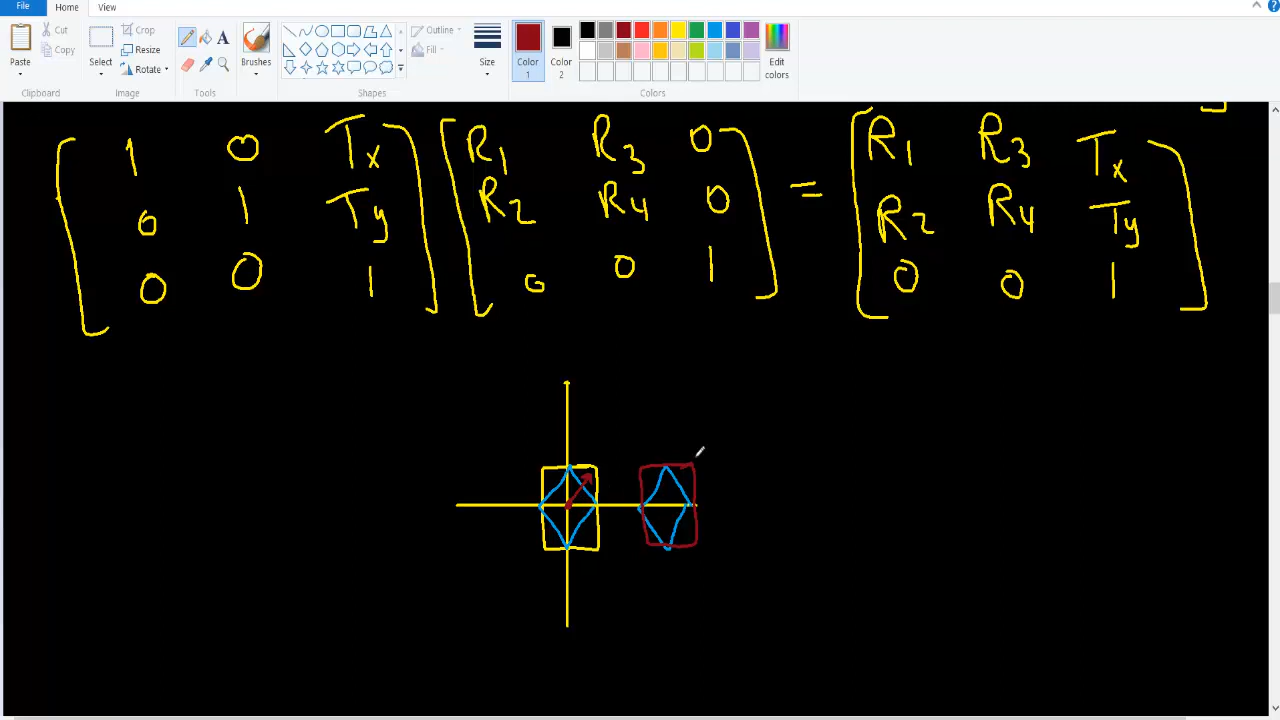 File Home View
Cut
Copy
Paste
Clipboard
Select
Crop
Resize
Rotate
Image
Tools
Brushes
Outline
Fill
Shapes
Size
Color 1
Color 2
Edit colors
Colors
1 0 Tx R1 R3 0 R1 R3 Tx
0 1 Ty R2 R4 0 = R2 R4 Ty
0 0 1 0 0 1 0 0 1